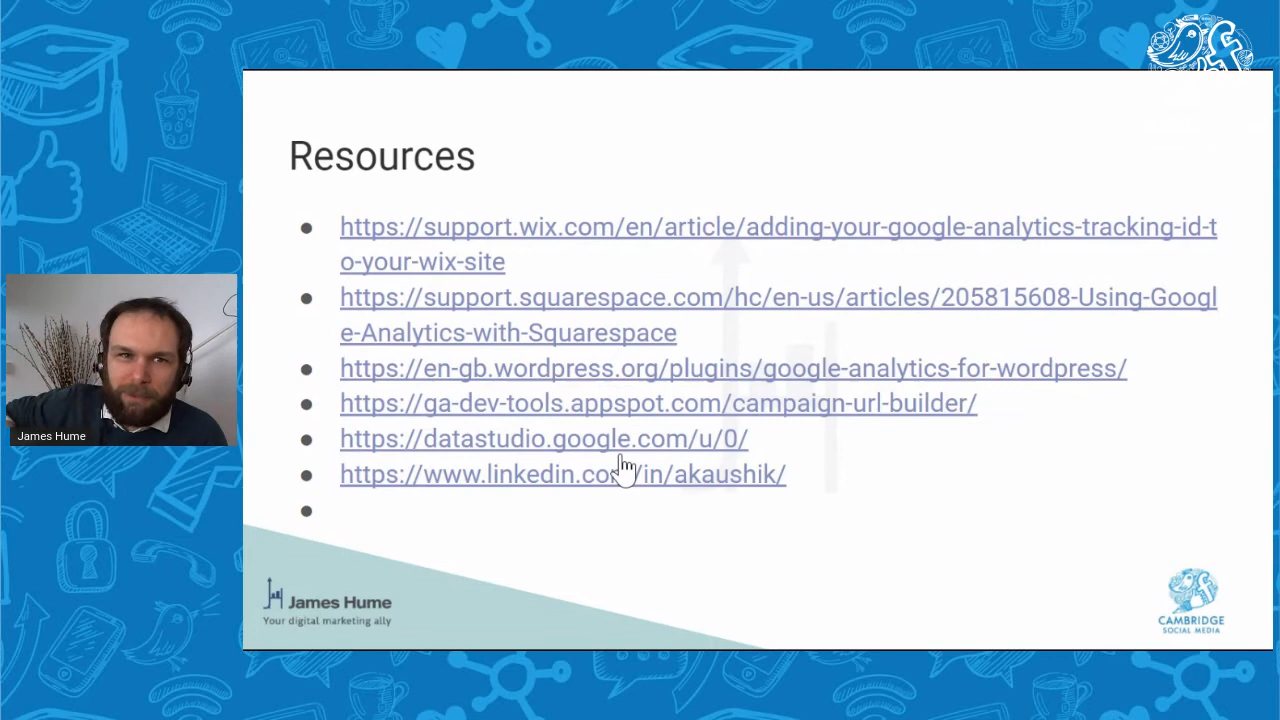 Resources
https://support.wix.com/en/article/adding-your-google-analytics-tracking-id-t
o-your-wix-site
https://support.squarespace.com/hc/en-us/articles/205815608-Using-Googl
e-Analytics-with-Squarespace
https://en-gb.wordpress.org/plugins/google-analytics-for-wordpress/
https://ga-dev-tools.appspot.com/campaign-url-builder/
https://datastudio.google.com/u/0/
https://www.linkedin.com/in/akaushik/
James Hume
James Hume
Your digital marketing ally
CAMBRIDGE
SOCIAL MEDIA